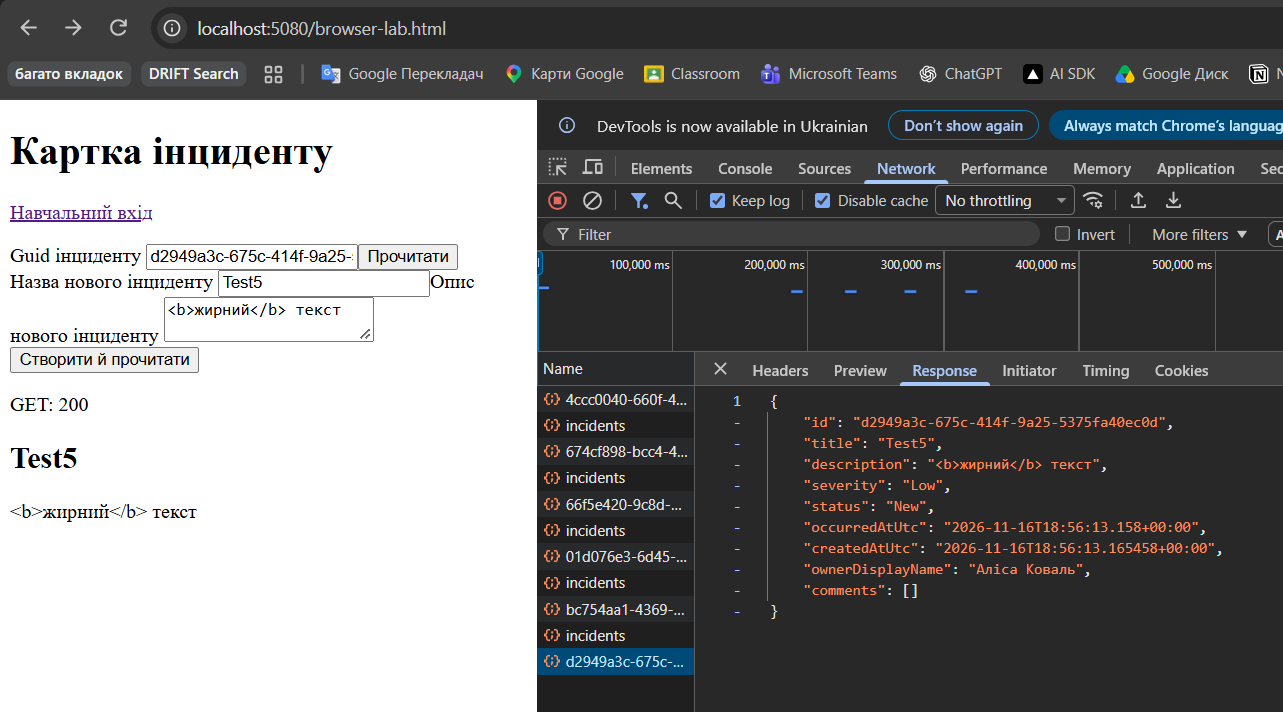 localhost:5080/browser-lab.html
багато вкладок DRIFT Search Google Перекладач Карти Google Classroom Microsoft Teams ChatGPT AI SDK Google Диск
Картка інциденту
Навчальний вхід
Guid інциденту d2949a3c-675c-414f-9a25- Прочитати
Назва нового інциденту Test5 Опис
нового інциденту <b>жирний</b> текст
Створити й прочитати
GET: 200
Test5
<b>жирний</b> текст
DevTools is now available in Ukrainian Don't show again Always match Chrome's languag
Elements Console Sources Network Performance Memory Application Sec
Keep log Disable cache No throttling
Filter Invert More filters A
100,000 ms 200,000 ms 300,000 ms 400,000 ms 500,000 ms
Name
4ccc0040-660f-4...
incidents
674cf898-bcc4-4...
incidents
66f5e420-9c8d-...
incidents
01d076e3-6d45-...
incidents
bc754aa1-4369-...
incidents
d2949a3c-675c-...
Headers Preview Response Initiator Timing Cookies
1 {
- "id": "d2949a3c-675c-414f-9a25-5375fa40ec0d",
- "title": "Test5",
- "description": "<b>жирний</b> текст",
- "severity": "Low",
- "status": "New",
- "occurredAtUtc": "2026-11-16T18:56:13.158+00:00",
- "createdAtUtc": "2026-11-16T18:56:13.165458+00:00",
- "ownerDisplayName": "Аліса Коваль",
- "comments": []
- }